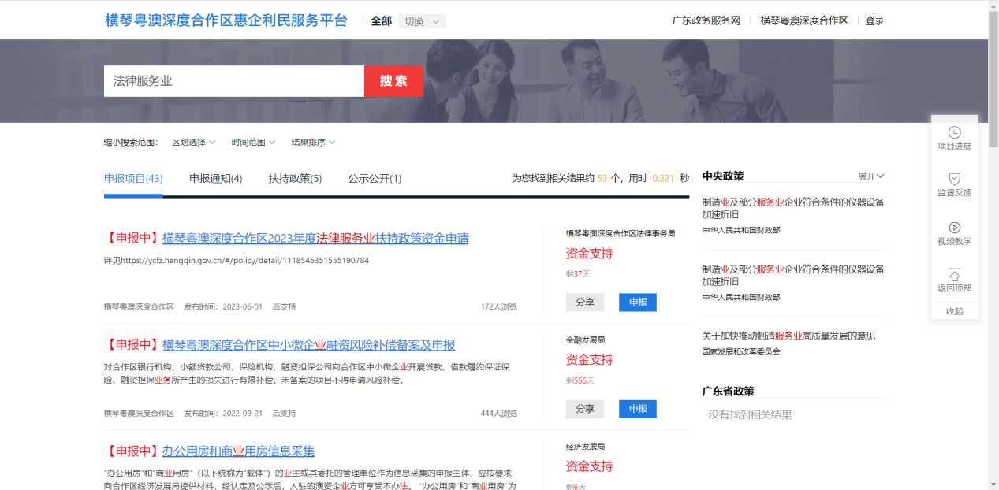 横琴粤澳深度合作区惠企利民服务平台
全部 切换
广东政务服务网 横琴粤澳深度合作区 登录
法律服务业
搜索
缩小搜索范围： 区划选择 时间范围 结果排序
申报项目(43) 申报通知(4) 扶持政策(5) 公示公开(1)
为您找到相关结果约 53 个，用时 0.321 秒
【申报中】横琴粤澳深度合作区2023年度法律服务业扶持政策资金申请
详见https://ycfz.hengqin.gov.cn/#/policy/detail/1118546351555190784
横琴粤澳深度合作区 发布时间：2023-06-01 后支持 172人浏览
横琴粤澳深度合作区法律事务局
资金支持
剩37天
分享 申报
【申报中】横琴粤澳深度合作区中小微企业融资风险补偿备案及申报
对合作区银行机构、小额贷款公司、保险机构、融资担保公司向合作区中小微企业开展贷款、借款履约保证保
险、融资担保业务所产生的损失进行有限补偿。未备案的项目不得申请风险补偿。
横琴粤澳深度合作区 发布时间：2022-09-21 后支持 444人浏览
金融发展局
资金支持
剩556天
分享 申报
【申报中】办公用房和商业用房信息采集
“办公用房”和“商业用房”（以下统称为“载体”）的业主或其委托的管理单位作为信息采集的申报主体，应按要求
向合作区经济发展局提供材料，经认定及公示后，入驻的澳资企业方可享受本办法。 “办公用房”和“商业用房”为
经济发展局
资金支持
剩6天
中央政策 展开
制造业及部分服务业企业符合条件的仪器设备
加速折旧
中华人民共和国财政部
制造业及部分服务业企业符合条件的仪器设备
加速折旧
中华人民共和国财政部
关于加快推动制造服务业高质量发展的意见
国家发展和改革委员会
广东省政策
没有找到相关结果
项目进展
监督反馈
视频教学
返回顶部
收起